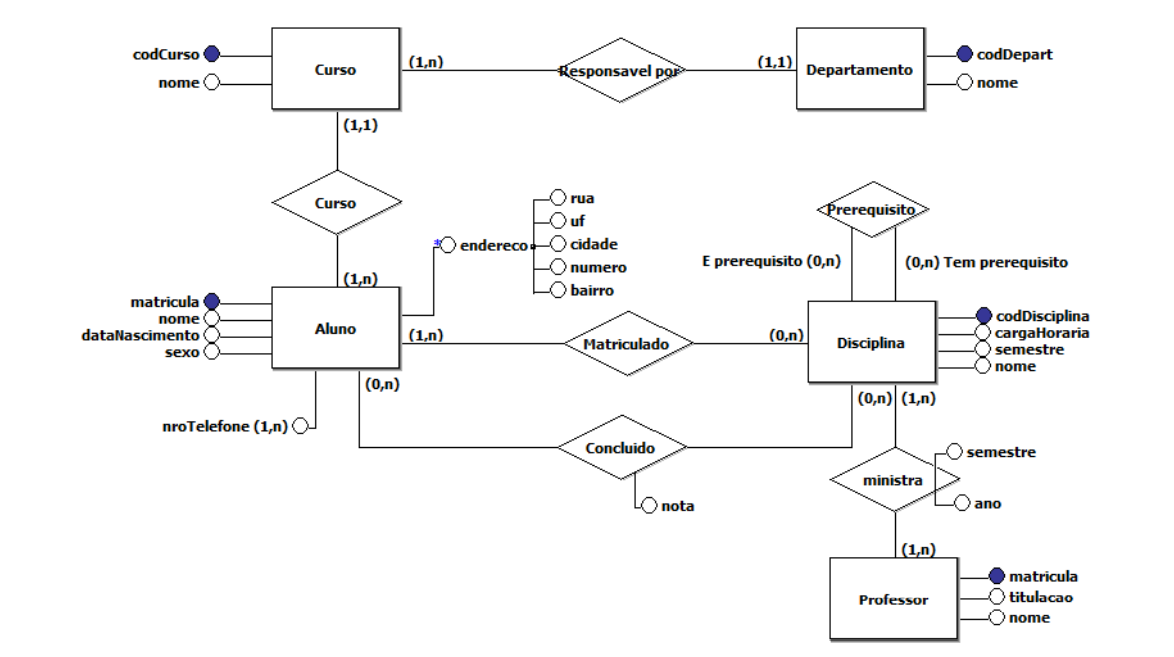 codCurso
nome
Curso
(1,n)
Responsavel por
(1,1)
Departamento
codDepart
nome
(1,1)
Curso
(1,n)
rua
uf
* endereco
cidade
numero
bairro
Prerequisito
E prerequisito (0,n)
(0,n) Tem prerequisito
matricula
nome
dataNascimento
sexo
Aluno
(1,n)
Matriculado
(0,n)
Disciplina
codDisciplina
cargaHoraria
semestre
nome
(0,n)
(0,n)
(1,n)
nroTelefone (1,n)
Concluido
nota
ministra
semestre
ano
(1,n)
Professor
matricula
titulacao
nome